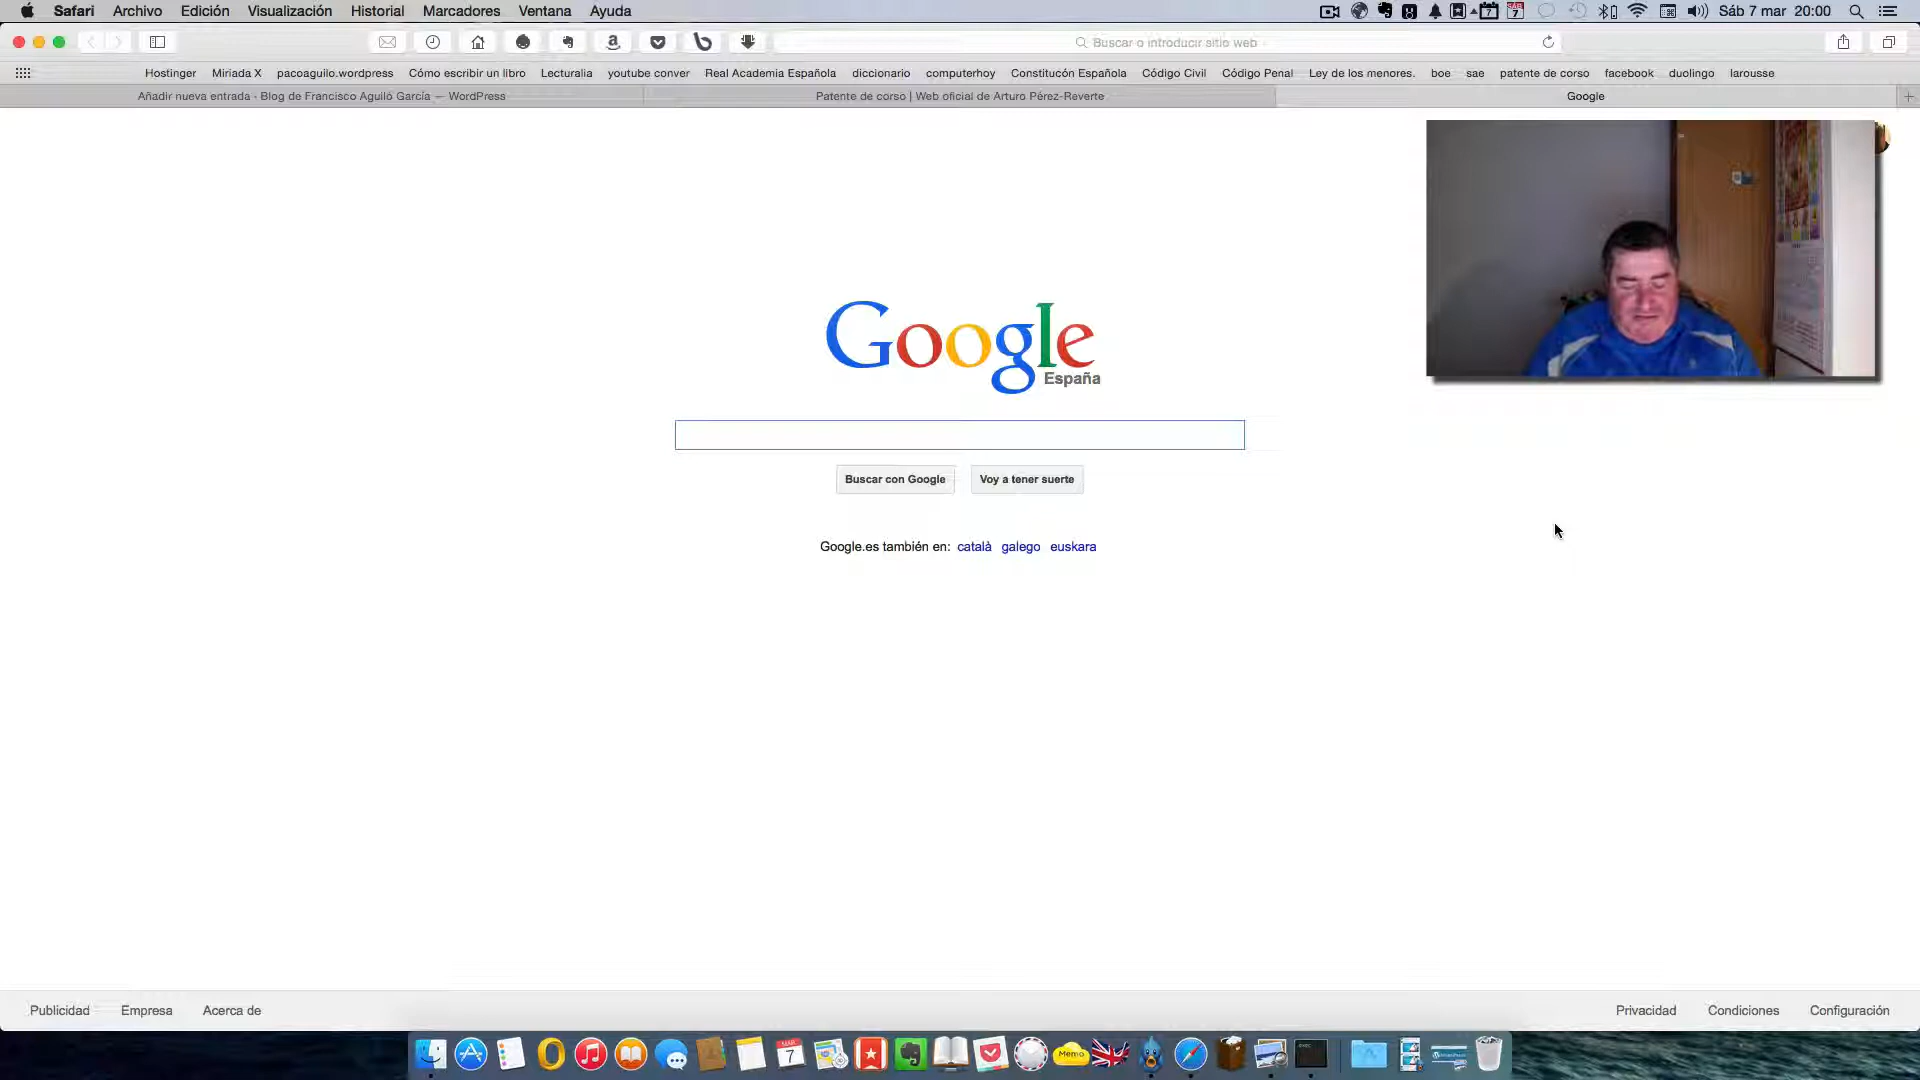 Safari Archivo Edición Visualización Historial Marcadores Ventana Ayuda Sáb 7 mar 20:00
Buscar o introducir sitio web
Hostinger Miriada X pacoaguilo.wordpress Cómo escribir un libro Lecturalia youtube conver Real Academia Española diccionario computerhoy Constitucón Española Código Civil Código Penal Ley de los menores. boe sae patente de corso facebook duolingo larousse
Añadir nueva entrada · Blog de Francisco Aguiló García — WordPress Patente de corso | Web oficial de Arturo Pérez-Reverte Google
Google
España
Buscar con Google Voy a tener suerte
Google.es también en: català galego euskara
Publicidad Empresa Acerca de Privacidad Condiciones Configuración
MAR
7
Memo